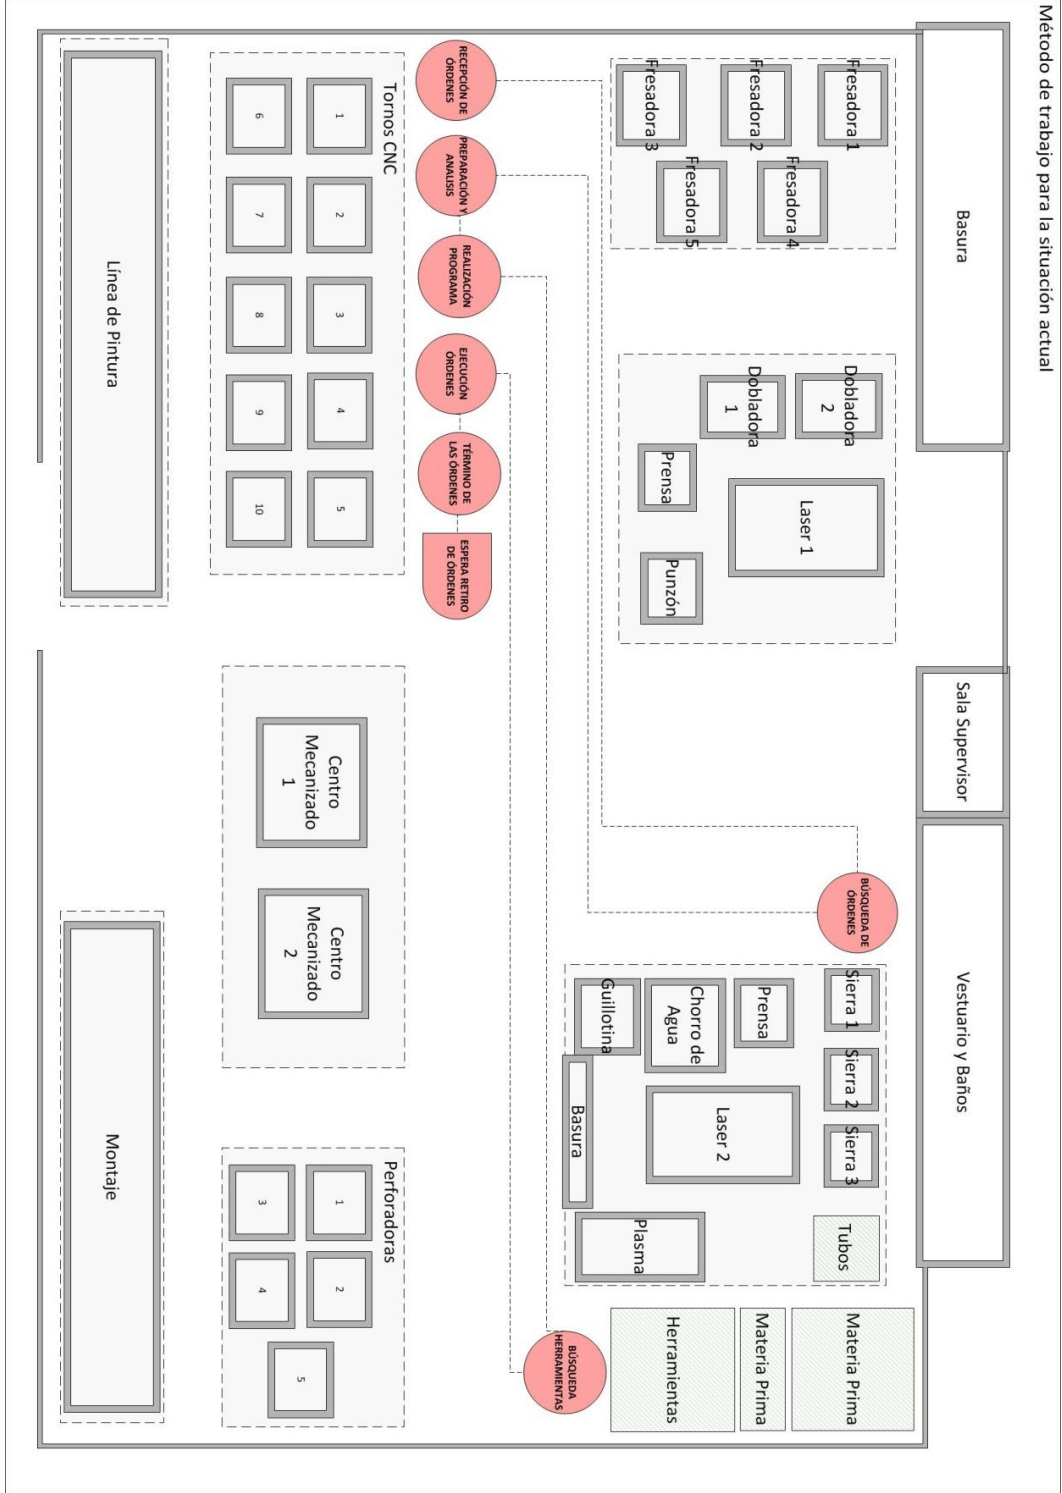 Método de trabajo para la situación actual
Basura
Sala Supervisor
Vestuario y Baños
Fresadora 1
Fresadora 2
Fresadora 3
Fresadora 4
Fresadora 5
Dobladora
2
Dobladora
1
Laser 1
Prensa
Punzón
BÚSQUEDA DE
ÓRDENES
Sierra 1
Sierra 2
Sierra 3
Tubos
Prensa
Chorro de
Agua
Guillotina
Laser 2
Basura
Plasma
Materia Prima
Materia Prima
Herramientas
BÚSQUEDA
HERRAMIENTAS
RECEPCIÓN DE
ÓRDENES
PREPARACIÓN Y
ANALISIS
REALIZACIÓN
PROGRAMA
EJECUCIÓN
ÓRDENES
TÉRMINO DE
LAS ÓRDENES
ESPERA RETIRO
DE ÓRDENES
Tornos CNC
1
2
3
4
5
6
7
8
9
10
Centro
Mecanizado
1
Centro
Mecanizado
2
Perforadoras
1
2
3
4
5
Línea de Pintura
Montaje